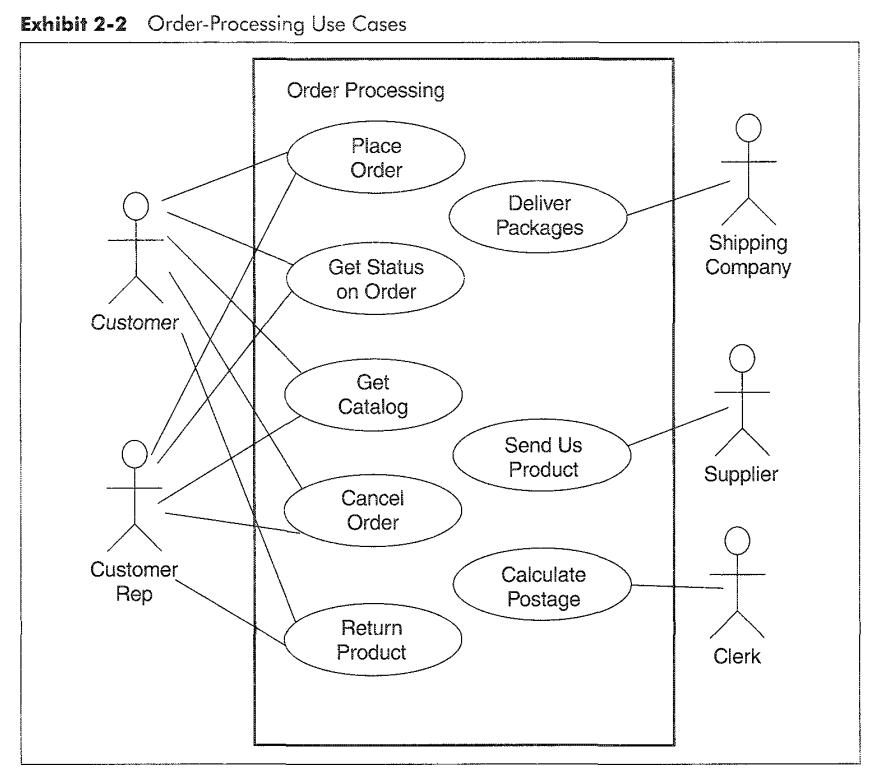 Exhibit 2-2 Order-Processing Use Cases
Order Processing
Place
Order
Deliver
Packages
Shipping
Company
Get Status
on Order
Customer
Get
Catalog
Send Us
Product
Supplier
Cancel
Order
Customer
Rep
Calculate
Postage
Return
Product
Clerk